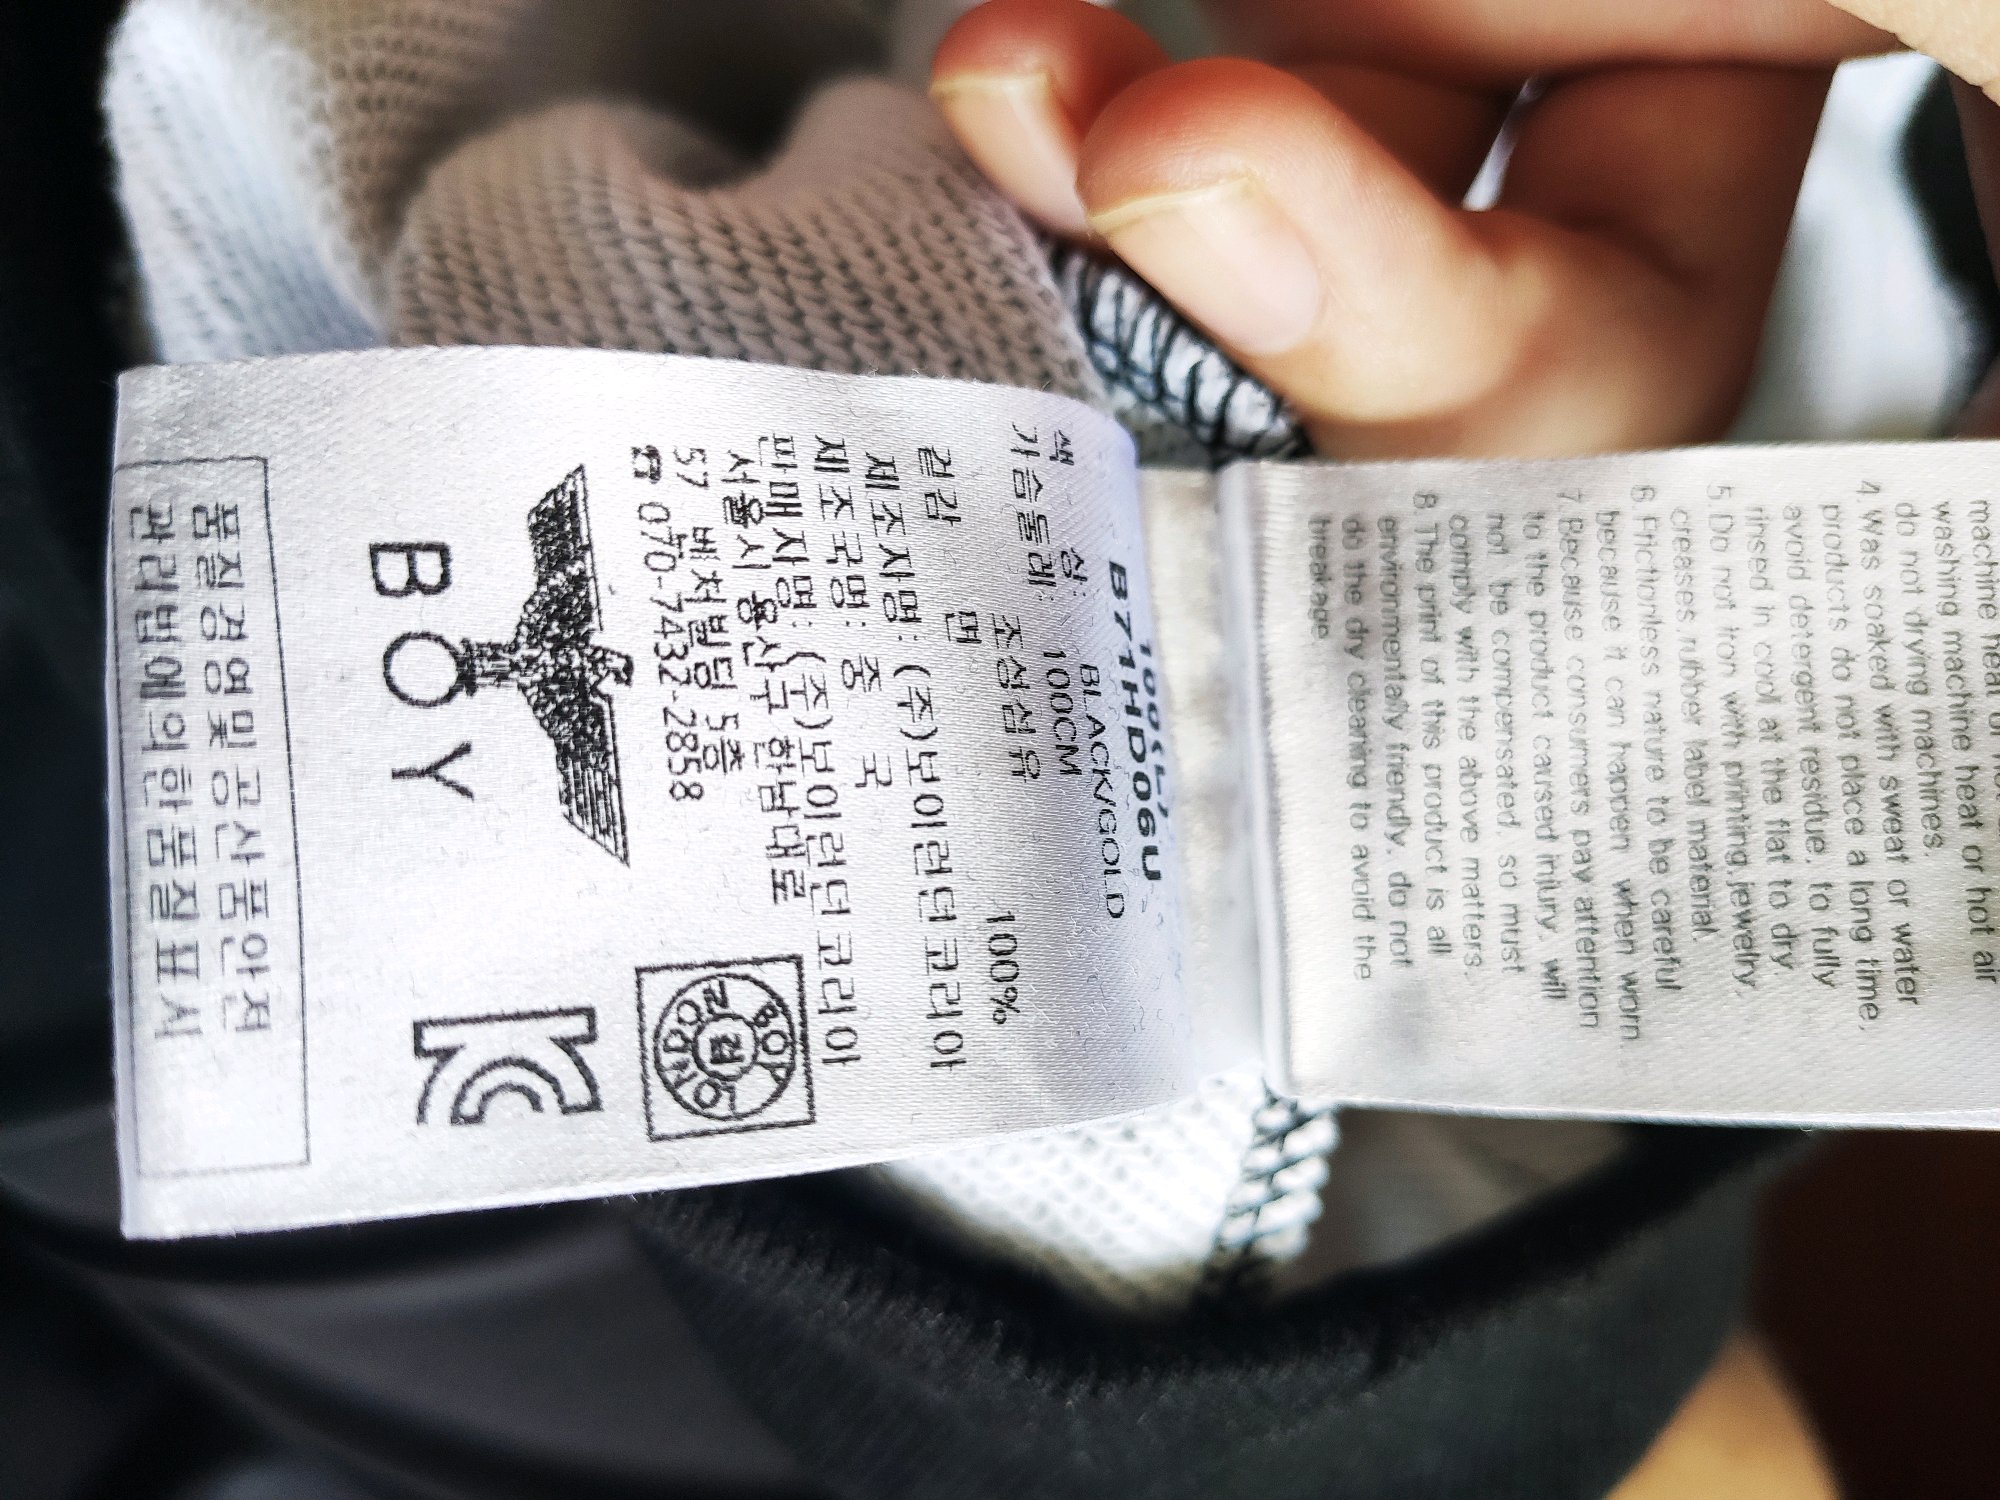 100(L)
B71HD06U
색 상: BLACK/GOLD
가슴둘레: 100CM
조성섬유
겉감 면 100%
제조사명: (주)보이런던코리아
제조국명: 중 국
판매자명: (주)보이런던코리아
서울시 용산구 한남대로
57 벽처빌딩 5층
☎ 070-7432-2858
BOY LONDON
런던
BOY
KC
품질경영및공산품안전
관리법에의한품질표시
machine heat or hot air
washing machine heat or hot air
do not drying machines.
4. Was soaked with sweat or water
products do not place a long time,
avoid detergent residue. to fully
rinsed in cool at the flat to dry.
5. Do not iron with printing, jewelry,
creases, rubber label material.
6. Frictionless nature to be careful
because it can happen when worn
7. Because consumers pay attention
to the product caused injury, will
not be compensated, so must
comply with the above matters.
8. The print of this product is all
environmentally friendly. do not
do the dry cleaning to avoid the
breakage